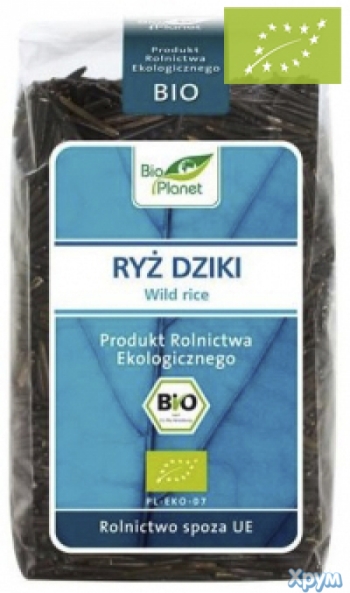 Produkt
Rolnictwa
Ekologicznego
BIO
Bio
Planet
RYŻ DZIKI
Wild rice
Produkt Rolnictwa
Ekologicznego
BiO
PL-EKO-07
Rolnictwo spoza UE
Хрум